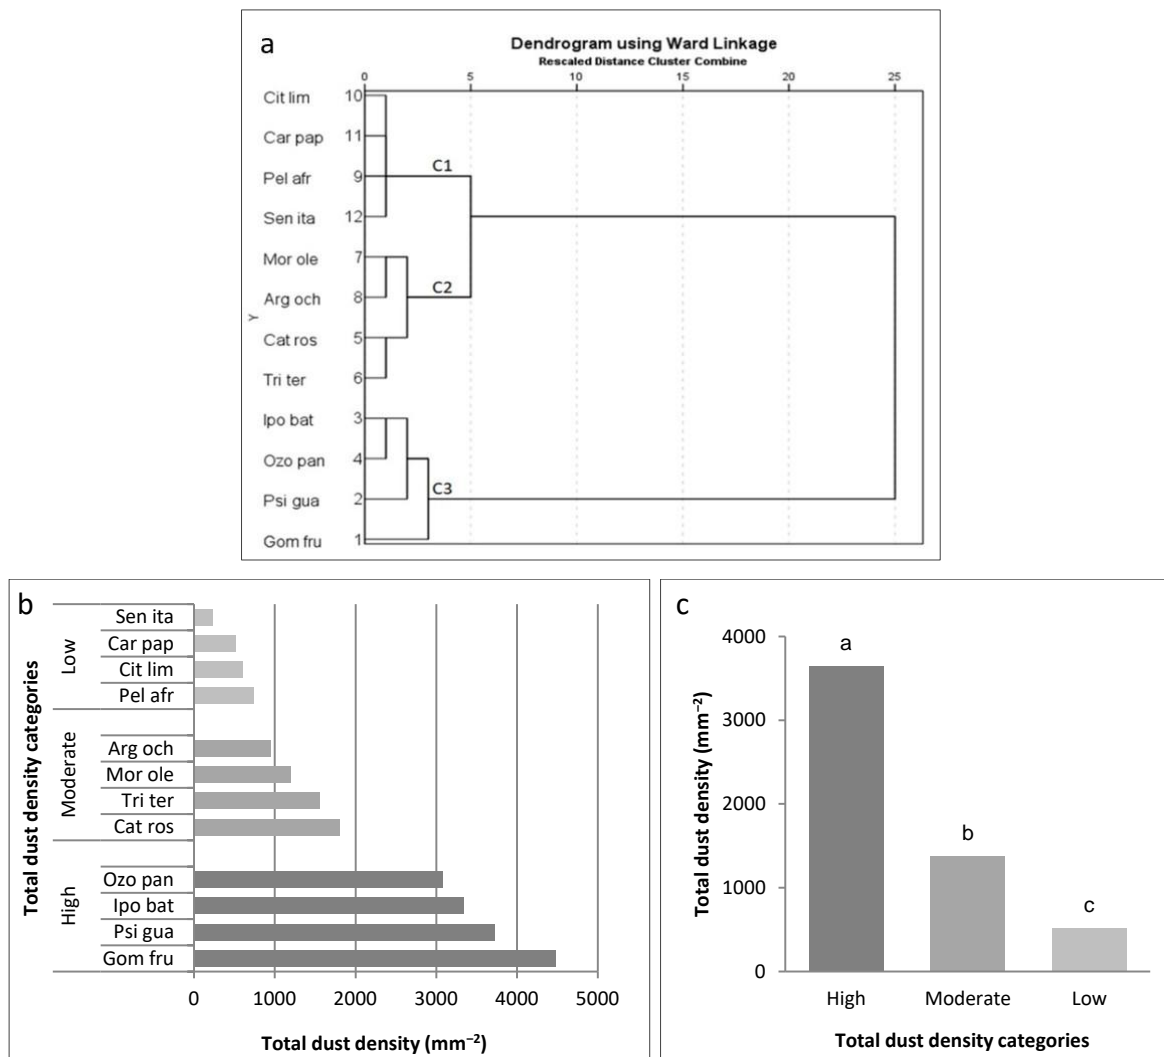 a
Dendrogram using Ward Linkage
Rescaled Distance Cluster Combine
0 5 10 15 20 25
Cit lim 10
Car pap 11
Pel afr 9
C1
Sen ita 12
Mor ole 7
Arg och 8
C2
Y
Cat ros 5
Tri ter 6
Ipo bat 3
Ozo pan 4
Psi gua 2
C3
Gom fru 1
b
Total dust density categories
Low
Sen ita
Car pap
Cit lim
Pel afr
Moderate
Arg och
Mor ole
Tri ter
Cat ros
High
Ozo pan
Ipo bat
Psi gua
Gom fru
0 1000 2000 3000 4000 5000
Total dust density (mm⁻²)
c
Total dust density (mm⁻²)
4000
3000
2000
1000
0
a
b
c
High Moderate Low
Total dust density categories